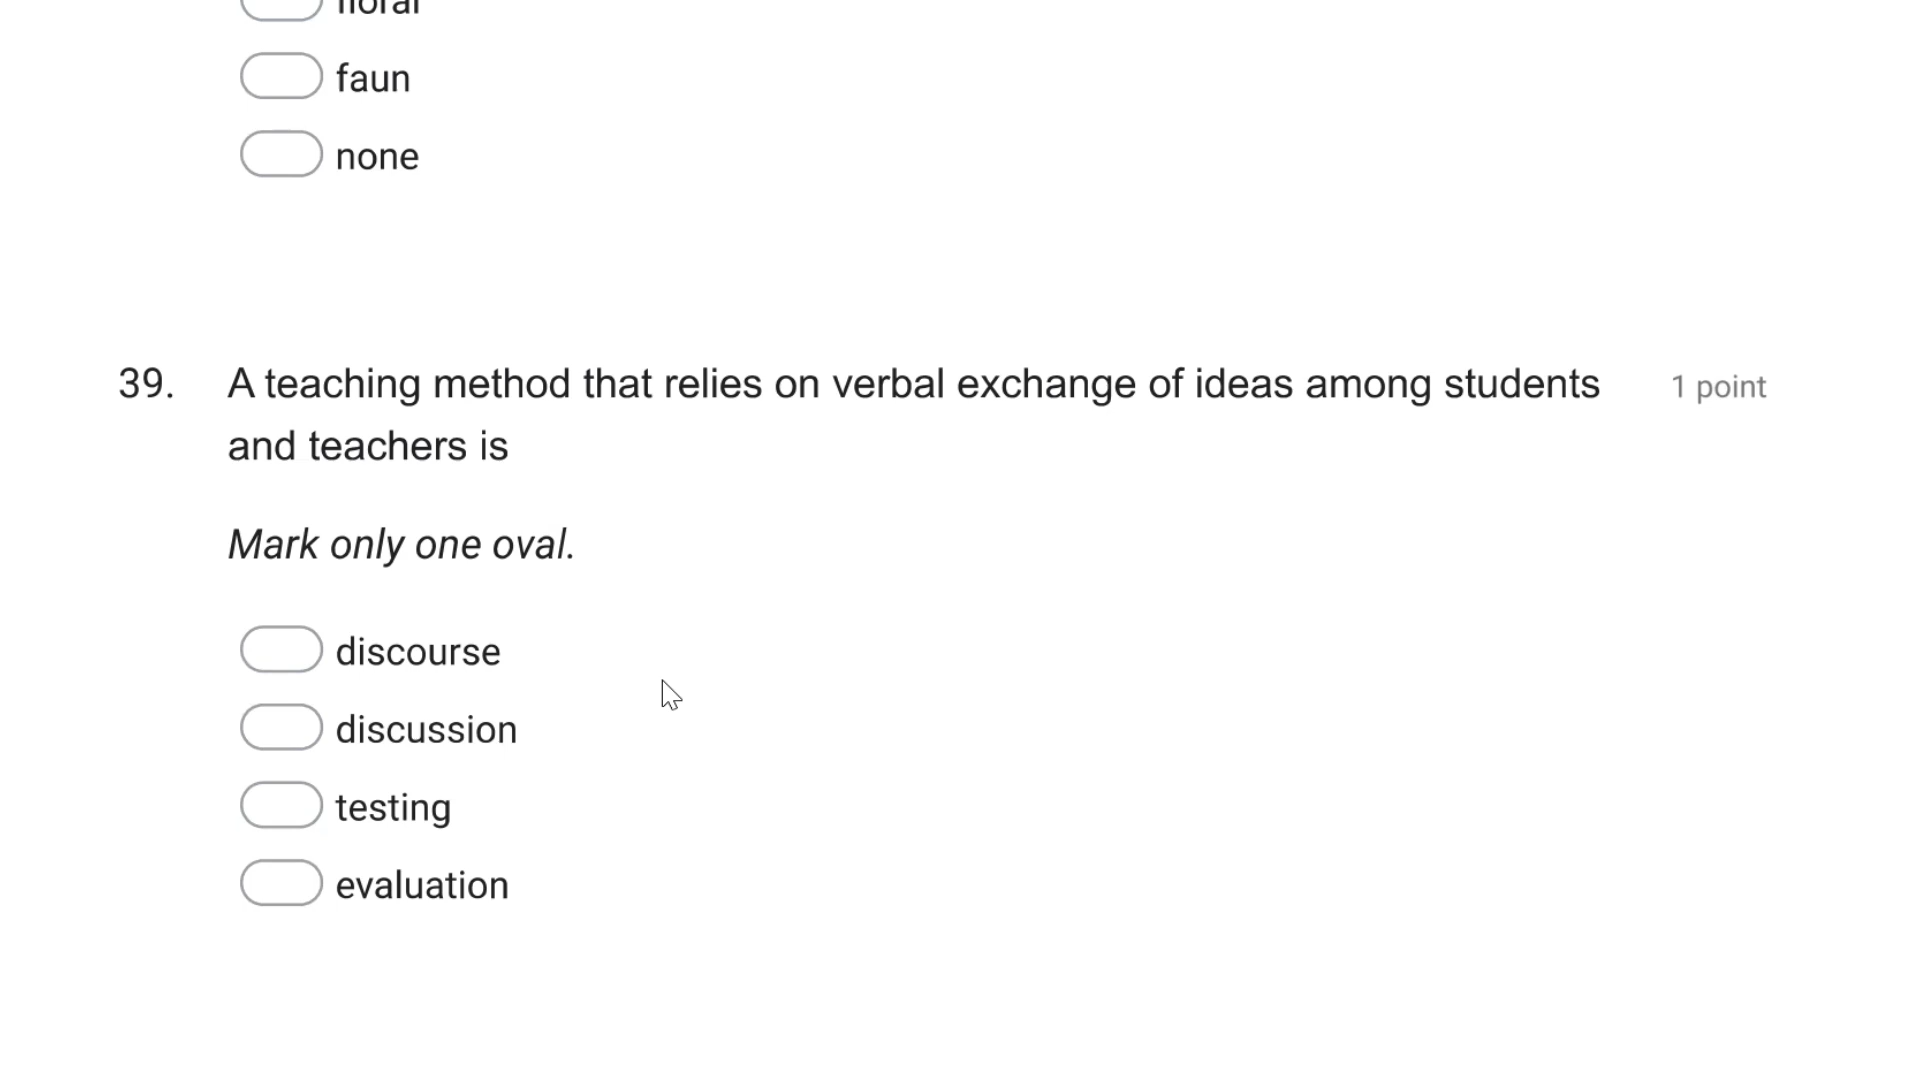 floral
faun
none
39. A teaching method that relies on verbal exchange of ideas among students 1 point
and teachers is
Mark only one oval.
discourse
discussion
testing
evaluation